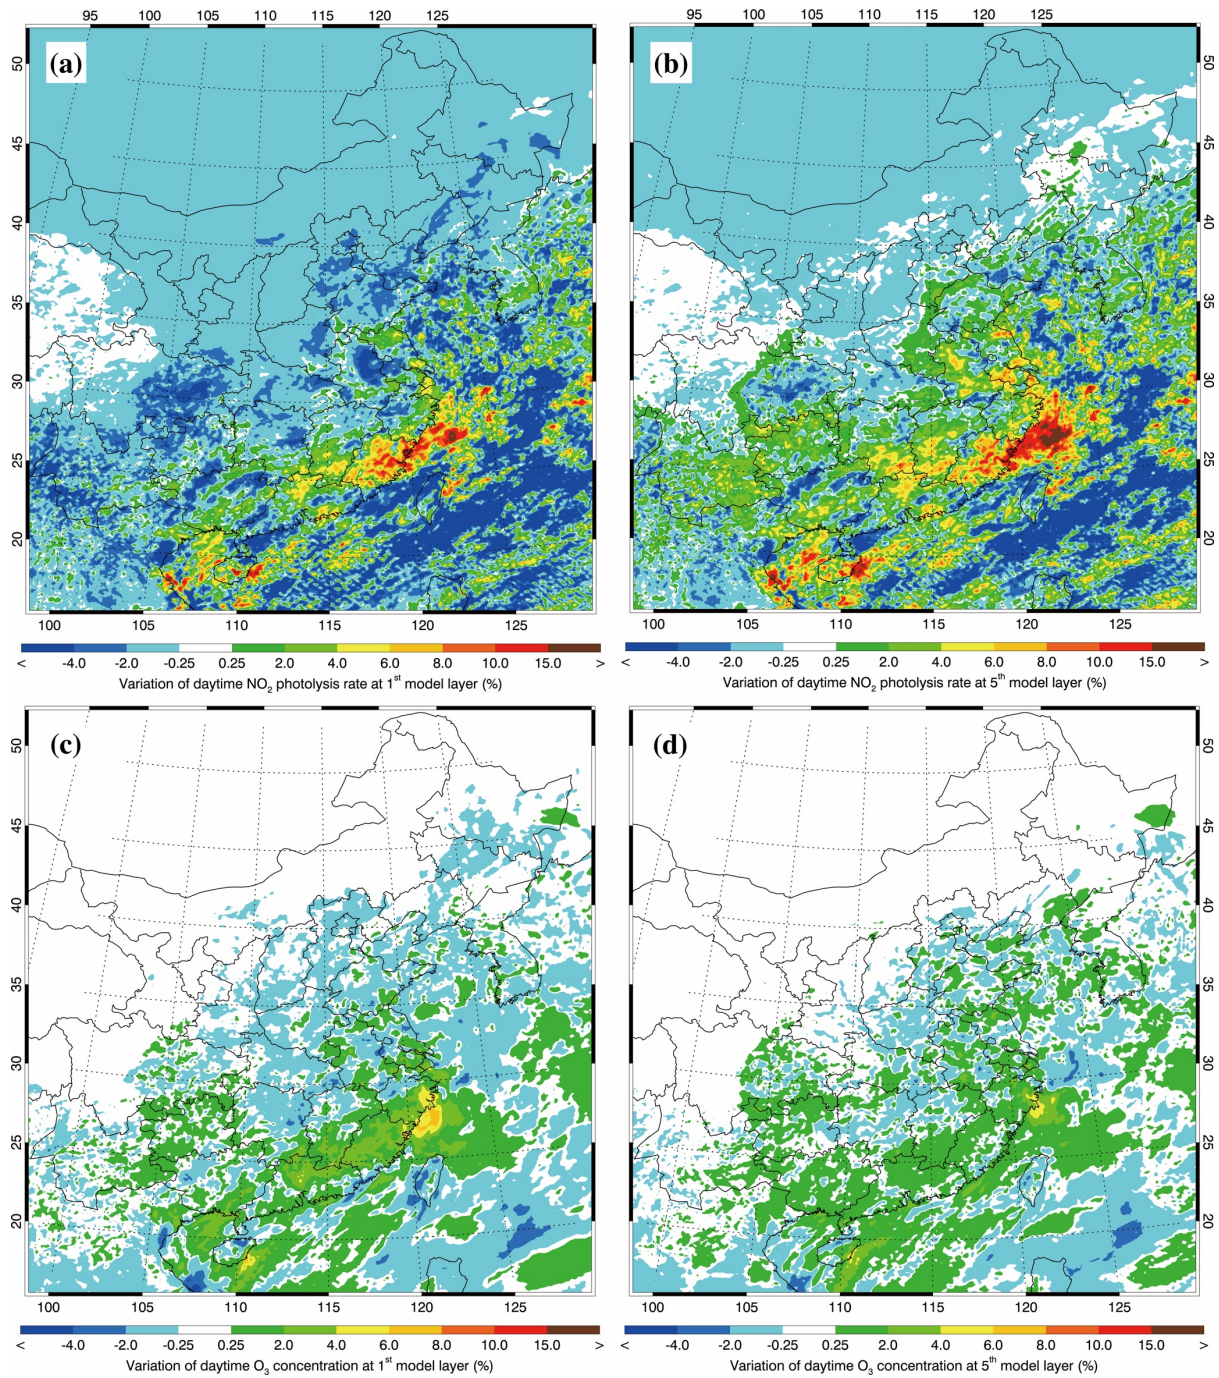 95 100 105 110 115 120 125
95 100 105 110 115 120 125
(a)
(b)
50 45 40 35 30 25 20
50 45 40 35 30 25 20
100 105 110 115 120 125
100 105 110 115 120 125
< -4.0 -2.0 -0.25 0.25 2.0 4.0 6.0 8.0 10.0 15.0 >
< -4.0 -2.0 -0.25 0.25 2.0 4.0 6.0 8.0 10.0 15.0 >
Variation of daytime NO₂ photolysis rate at 1ˢᵗ model layer (%)
Variation of daytime NO₂ photolysis rate at 5ᵗʰ model layer (%)
(c)
(d)
50 45 40 35 30 25 20
50 45 40 35 30 25 20
100 105 110 115 120 125
100 105 110 115 120 125
< -4.0 -2.0 -0.25 0.25 2.0 4.0 6.0 8.0 10.0 15.0 >
< -4.0 -2.0 -0.25 0.25 2.0 4.0 6.0 8.0 10.0 15.0 >
Variation of daytime O₃ concentration at 1ˢᵗ model layer (%)
Variation of daytime O₃ concentration at 5ᵗʰ model layer (%)